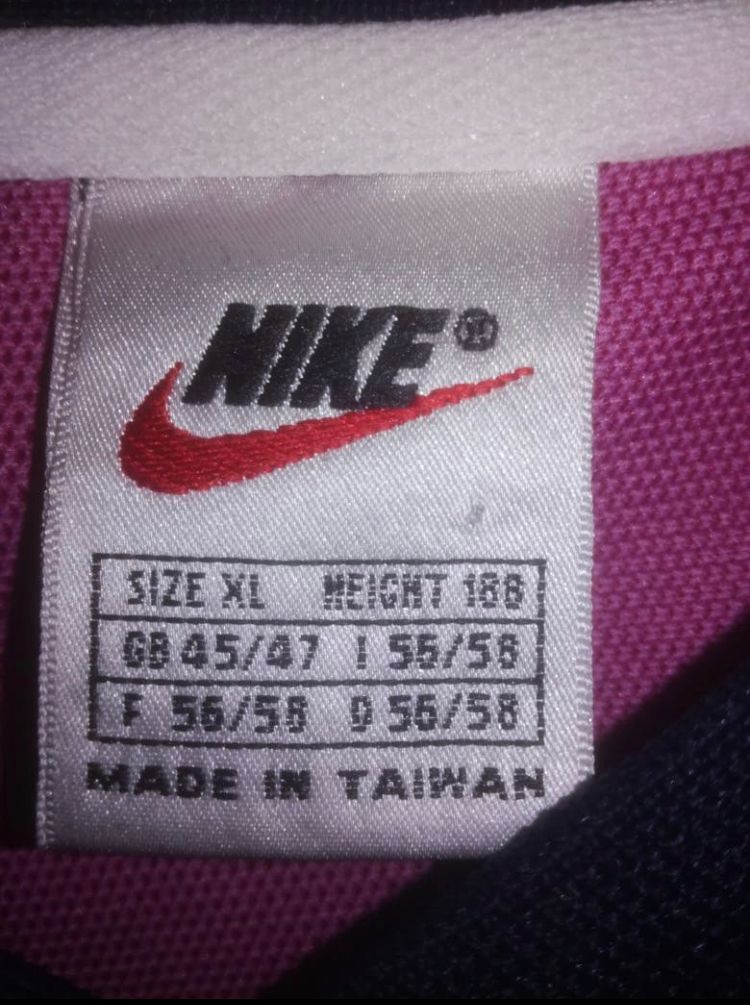 NIKE®
SIZE XL HEIGHT 188
GB 45/47 I 56/58
F 56/58 D 56/58
MADE IN TAIWAN